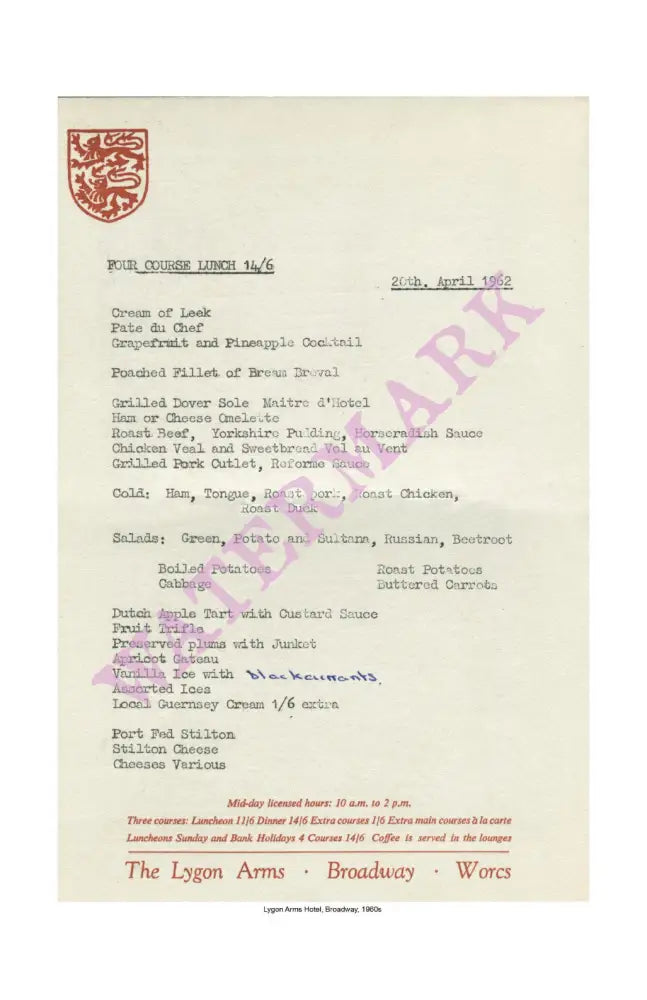 FOUR COURSE LUNCH 14/6
20th. April 1962
Cream of Leek
Pate du Chef
Grapefruit and Pineapple Cocktail
Poached Fillet of Bream Dreval
Grilled Dover Sole Maitre d'Hotel
Ham or Cheese Omelette
Roast Beef, Yorkshire Pudding, Horseradish Sauce
Chicken Veal and Sweetbread Vol au Vent
Grilled Pork Cutlet, Reforme Sauce
Cold: Ham, Tongue, Roast pork, Roast Chicken,
Roast Duck
Salads: Green, Potato and Sultana, Russian, Beetroot
Boiled Potatoes Roast Potatoes
Cabbage Buttered Carrots
Dutch Apple Tart with Custard Sauce
Fruit Trifle
Preserved plums with Junket
Apricot Gateau
Vanilla Ice with blackcurrants.
Assorted Ices
Local Guernsey Cream 1/6 extra
Port Fed Stilton
Stilton Cheese
Cheeses Various
Mid-day licensed hours: 10 a.m. to 2 p.m.
Three courses: Luncheon 11/6 Dinner 14/6 Extra courses 1/6 Extra main courses à la carte
Luncheons Sunday and Bank Holidays 4 Courses 14/6 Coffee is served in the lounges
The Lygon Arms · Broadway · Worcs
Lygon Arms Hotel, Broadway, 1960s
WATERMARK